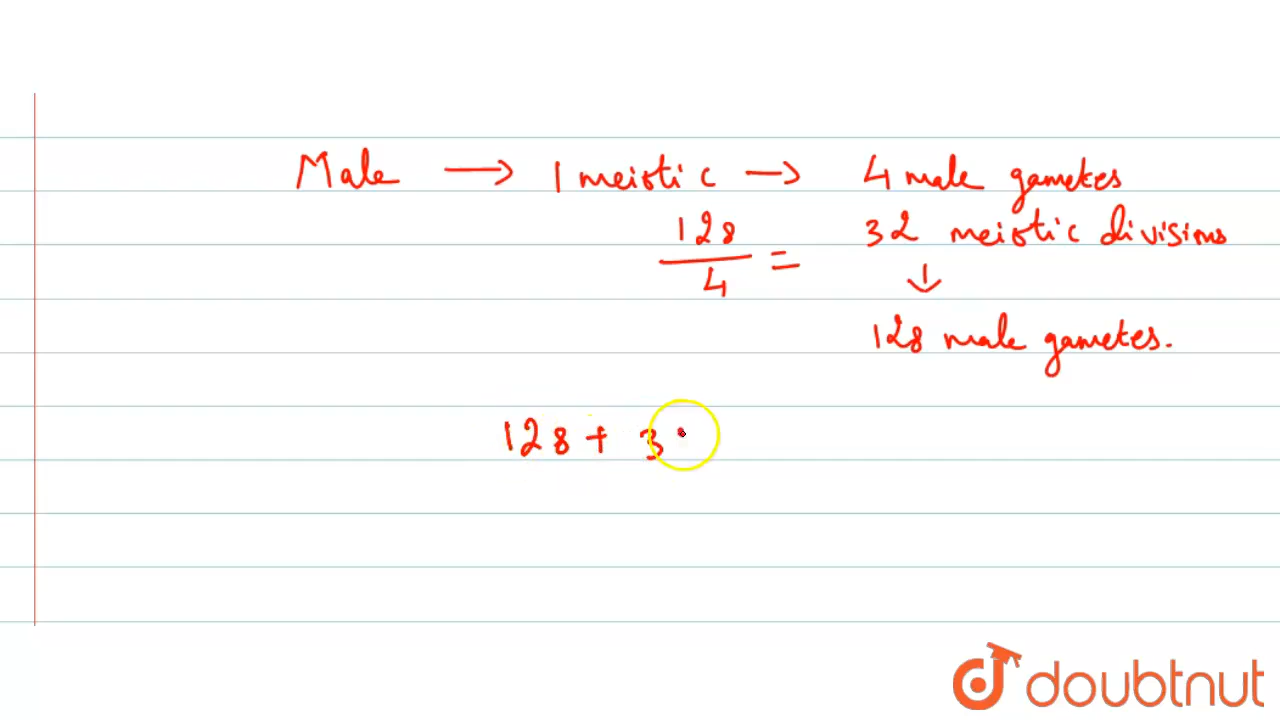 Male → 1 meiotic → 4 male gametes
128/4 = 32 meiotic divisions
↓
128 male gametes.
128 + 3
doubtnut